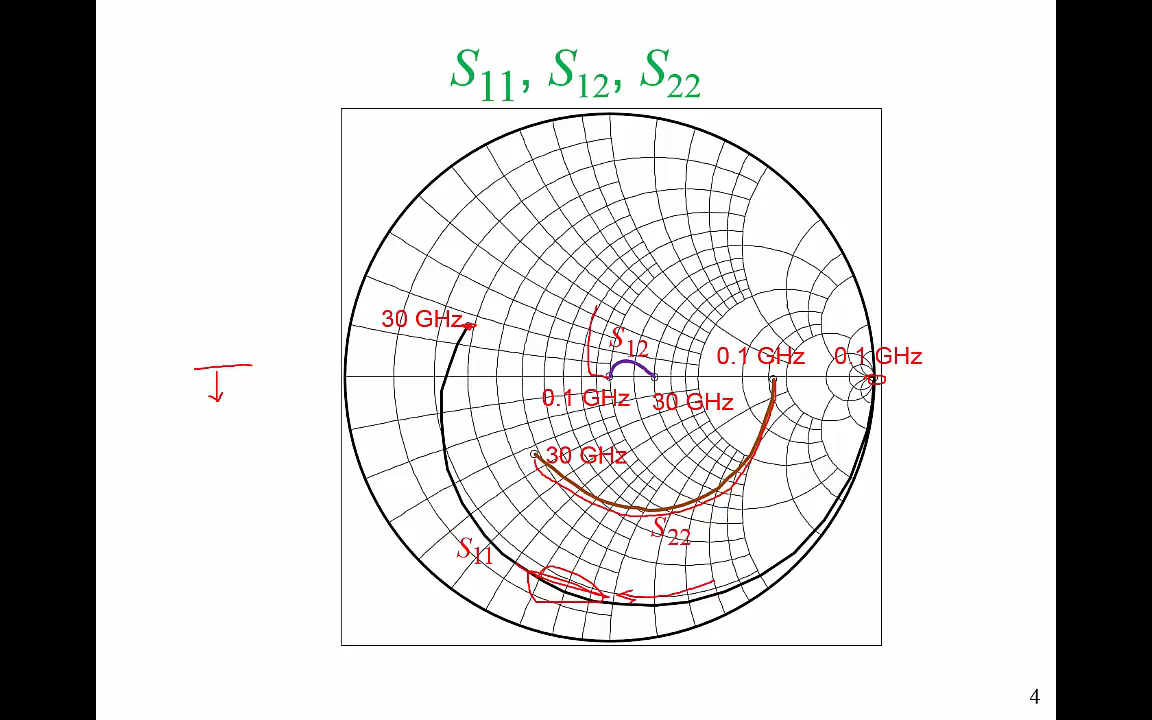 S11, S12, S22
30 GHz
S12
0.1 GHz
0.1 GHz
0.1 GHz
30 GHz
30 GHz
S22
S11
4